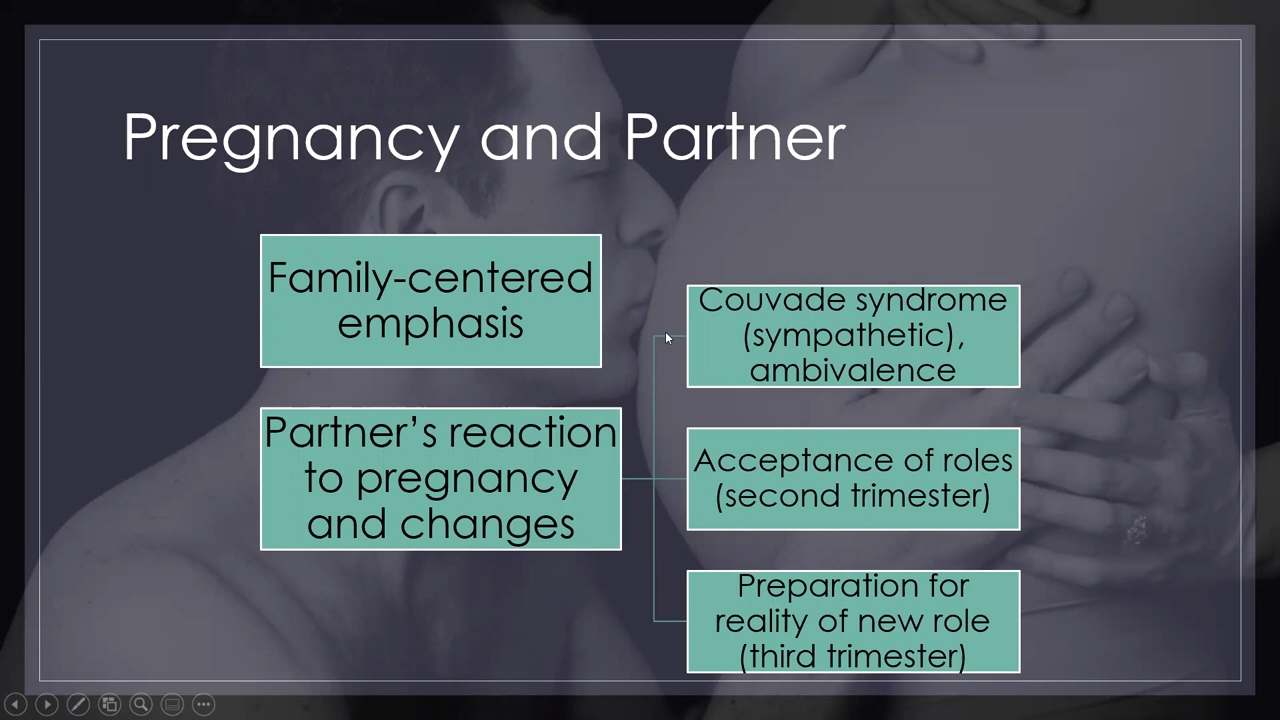 Pregnancy and Partner
Family-centered
emphasis
Partner’s reaction
to pregnancy
and changes
Couvade syndrome
(sympathetic),
ambivalence
Acceptance of roles
(second trimester)
Preparation for
reality of new role
(third trimester)